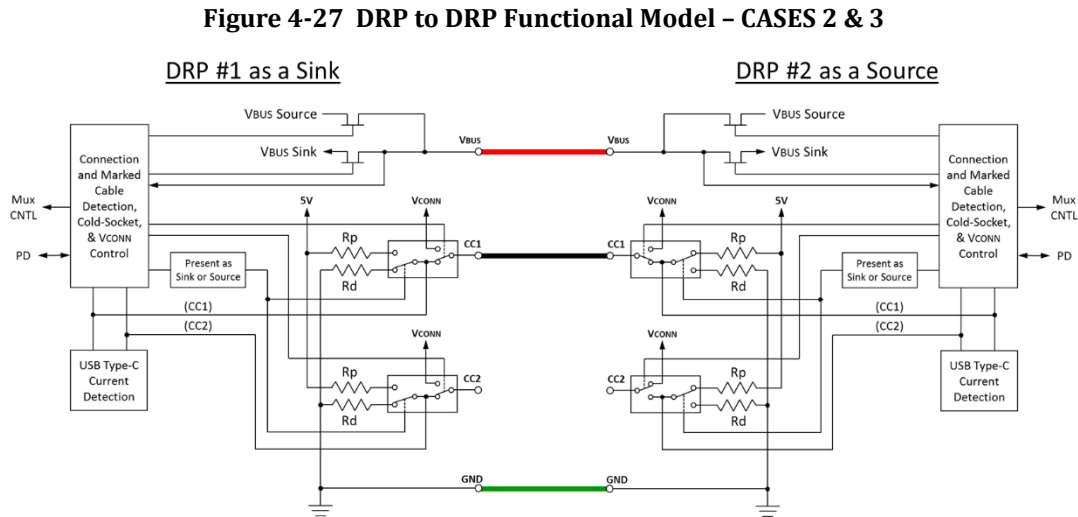 Figure 4-27 DRP to DRP Functional Model – CASES 2 & 3
DRP #1 as a Sink
DRP #2 as a Source
VBUS Source
VBUS Sink
VBUS
Connection
and Marked
Cable
Detection,
Cold-Socket,
& VCONN
Control
Mux
CNTL
PD
Present as
Sink or Source
5V
VCONN
Rp
Rd
CC1
(CC1)
(CC2)
USB Type-C
Current
Detection
VCONN
Rp
Rd
CC2
GND
VBUS Source
VBUS Sink
VBUS
Connection
and Marked
Cable
Detection,
Cold-Socket,
& VCONN
Control
Mux
CNTL
PD
Present as
Sink or Source
VCONN
5V
CC1
Rp
Rd
(CC1)
(CC2)
USB Type-C
Current
Detection
VCONN
CC2
Rp
Rd
GND